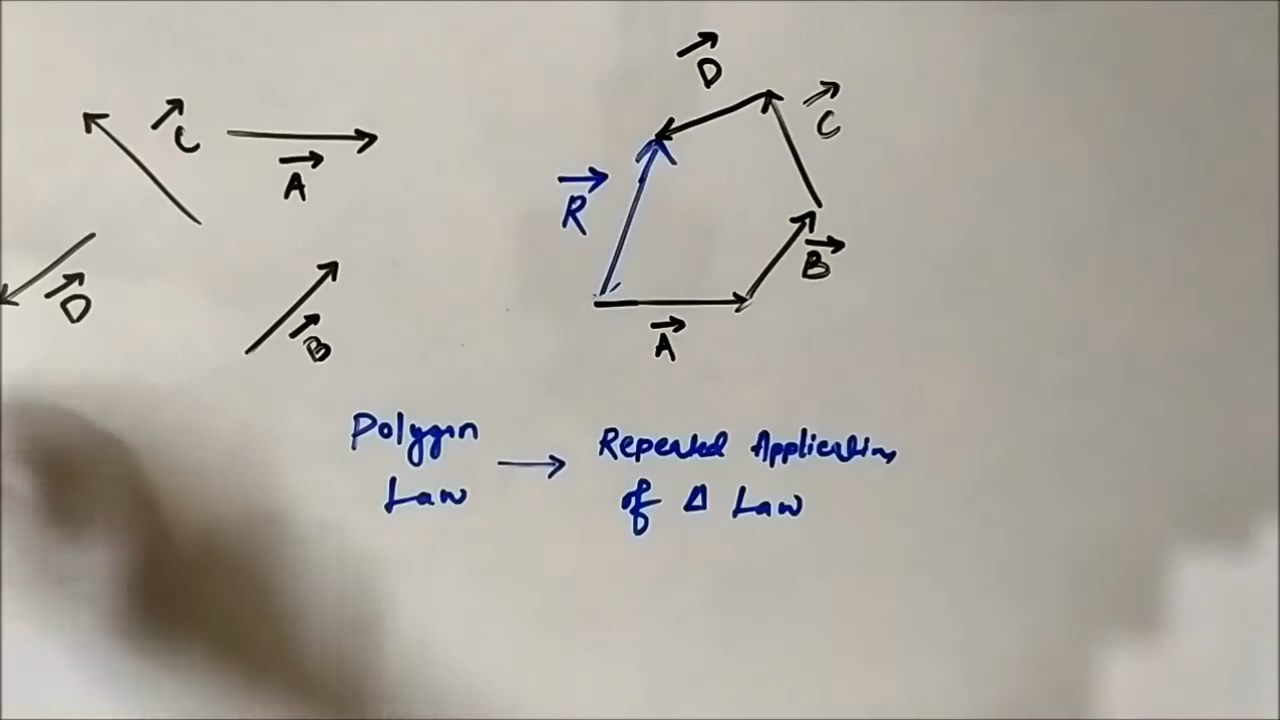 C⃗
A⃗
D⃗
B⃗
D⃗
C⃗
R⃗
B⃗
A⃗
Polygon → Repeated Application
Law of Δ Law